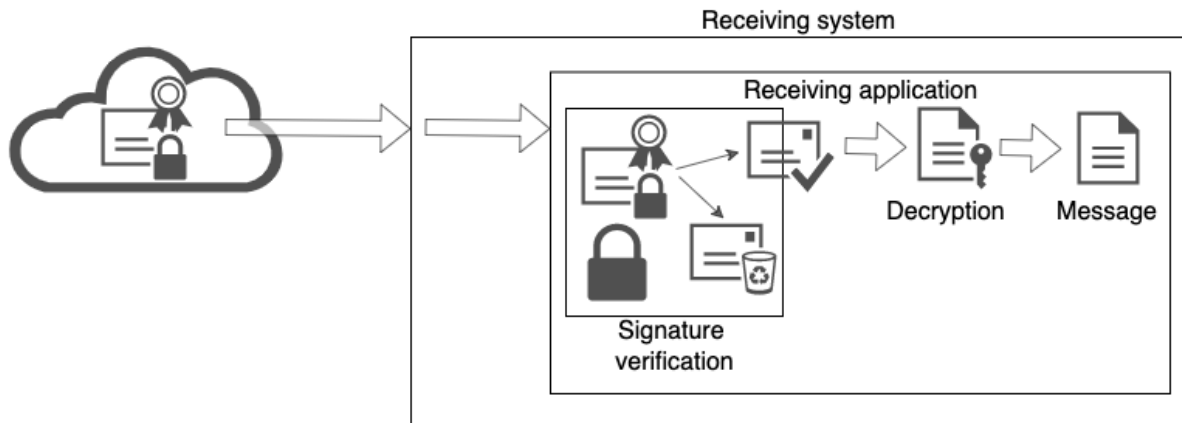 Receiving system
Receiving application
Decryption
Message
Signature
verification